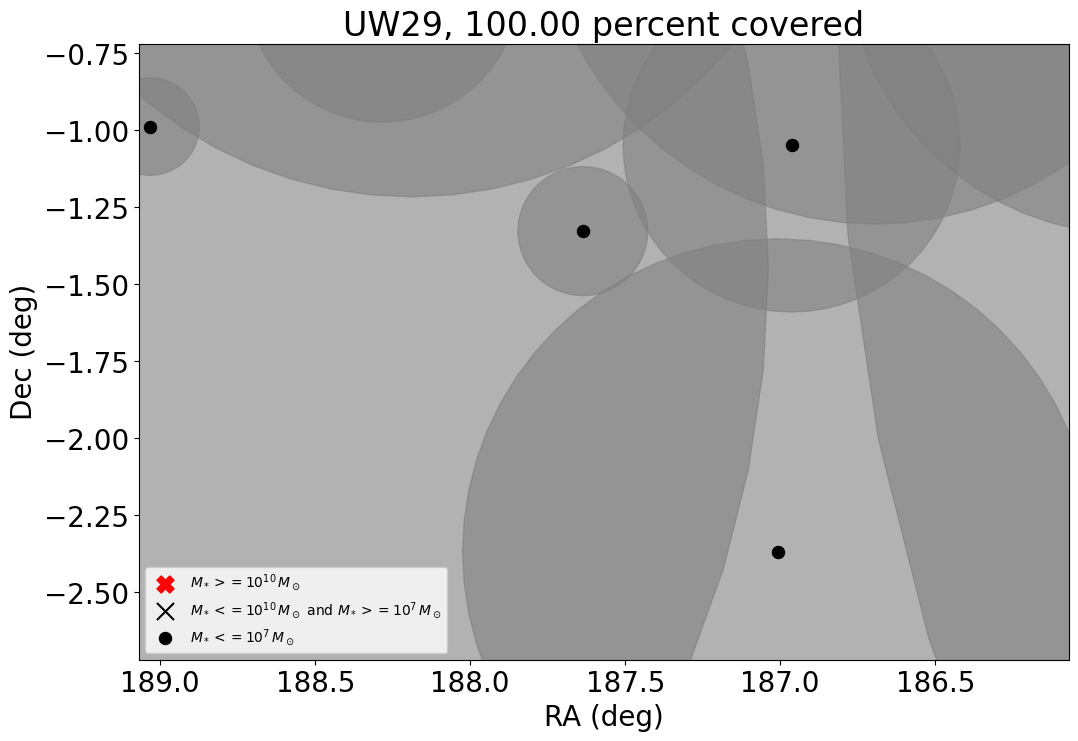 UW29, 100.00 percent covered
−0.75
−1.00
−1.25
−1.50
−1.75
−2.00
−2.25
−2.50
Dec (deg)
M* >= 10^10 M⊙
M* <= 10^10 M⊙ and M* >= 10^7 M⊙
M* <= 10^7 M⊙
189.0 188.5 188.0 187.5 187.0 186.5
RA (deg)